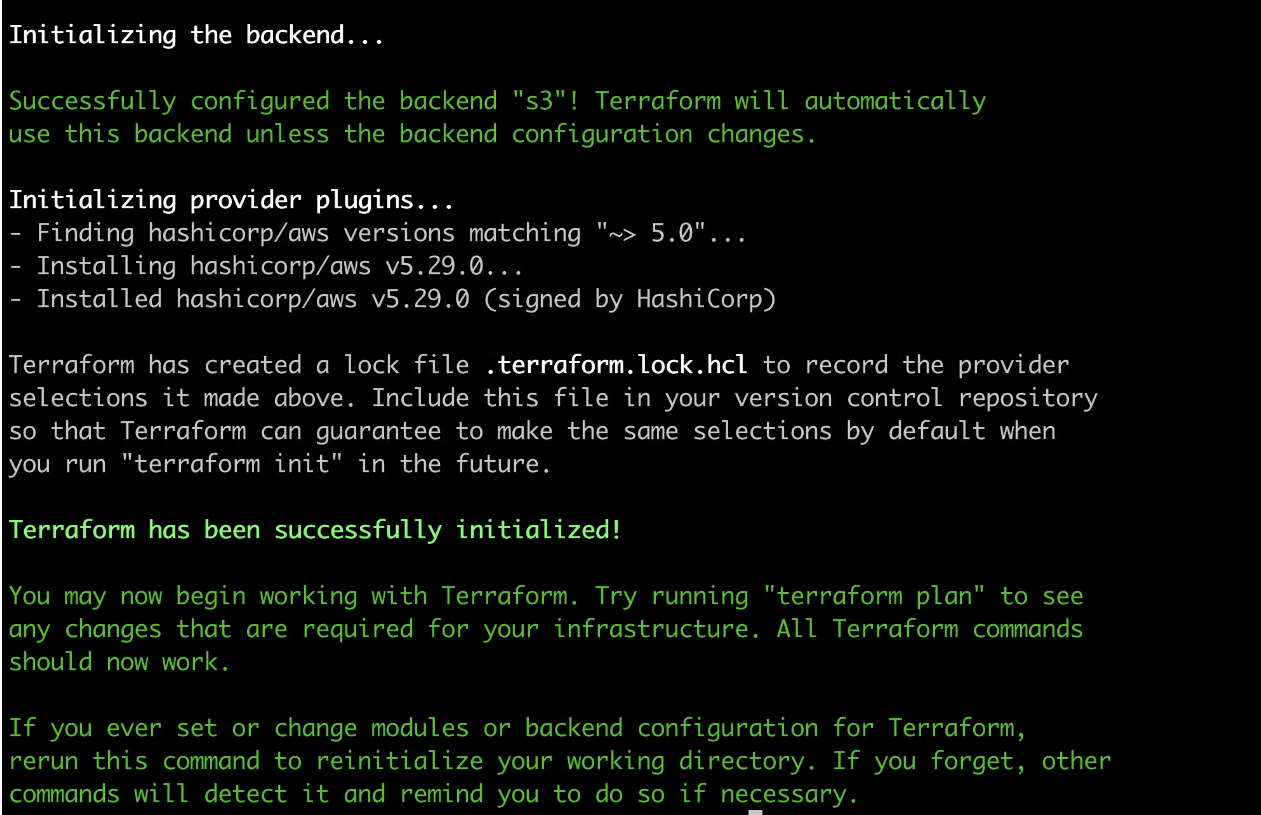 Initializing the backend...
Successfully configured the backend "s3"! Terraform will automatically
use this backend unless the backend configuration changes.
Initializing provider plugins...
- Finding hashicorp/aws versions matching "~> 5.0"...
- Installing hashicorp/aws v5.29.0...
- Installed hashicorp/aws v5.29.0 (signed by HashiCorp)
Terraform has created a lock file .terraform.lock.hcl to record the provider
selections it made above. Include this file in your version control repository
so that Terraform can guarantee to make the same selections by default when
you run "terraform init" in the future.
Terraform has been successfully initialized!
You may now begin working with Terraform. Try running "terraform plan" to see
any changes that are required for your infrastructure. All Terraform commands
should now work.
If you ever set or change modules or backend configuration for Terraform,
rerun this command to reinitialize your working directory. If you forget, other
commands will detect it and remind you to do so if necessary.